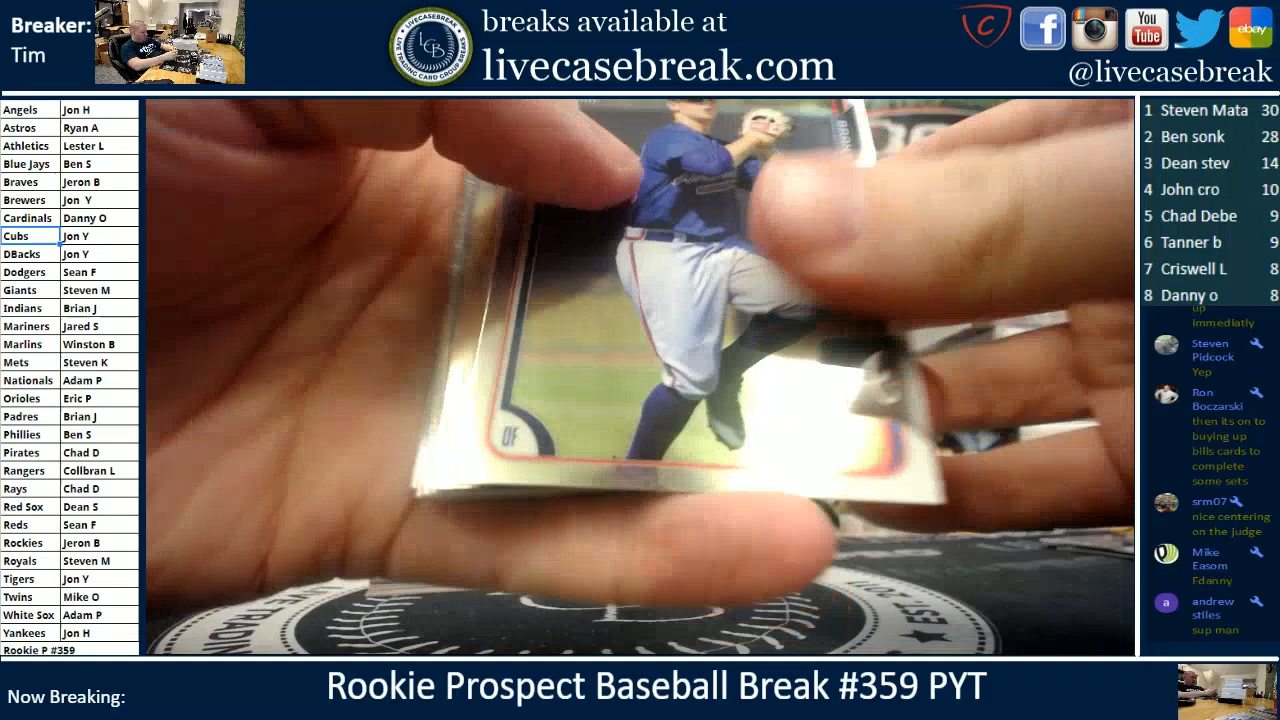 Breaker:
Tim
LCB
breaks available at
livecasebreak.com
You
Tube
ebay
@livecasebreak
Angels Jon H
Astros Ryan A
Athletics Lester L
Blue Jays Ben S
Braves Jeron B
Brewers Jon Y
Cardinals Danny O
Cubs Jon Y
DBacks Jon Y
Dodgers Sean F
Giants Steven M
Indians Brian J
Mariners Jared S
Marlins Winston B
Mets Steven K
Nationals Adam P
Orioles Eric P
Padres Brian J
Phillies Ben S
Pirates Chad D
Rangers Collbran L
Rays Chad D
Red Sox Dean S
Reds Sean F
Rockies Jeron B
Royals Steven M
Tigers Jon Y
Twins Mike O
White Sox Adam P
Yankees Jon H
Rookie P #359
OF
1 Steven Mata 30
2 Ben sonk 28
3 Dean stev 14
4 John cro 10
5 Chad Debe 9
6 Tanner b 9
7 Criswell L 8
8 Danny o 8
up
immediatly
Steven
Pidcock
Yep
Ron
Boczarski
then its on to
buying up
bills cards to
complete
some sets
srm07
nice centering
on the judge
Mike
Easom
Fdanny
a
andrew
stiles
sup man
Now Breaking:
Rookie Prospect Baseball Break #359 PYT